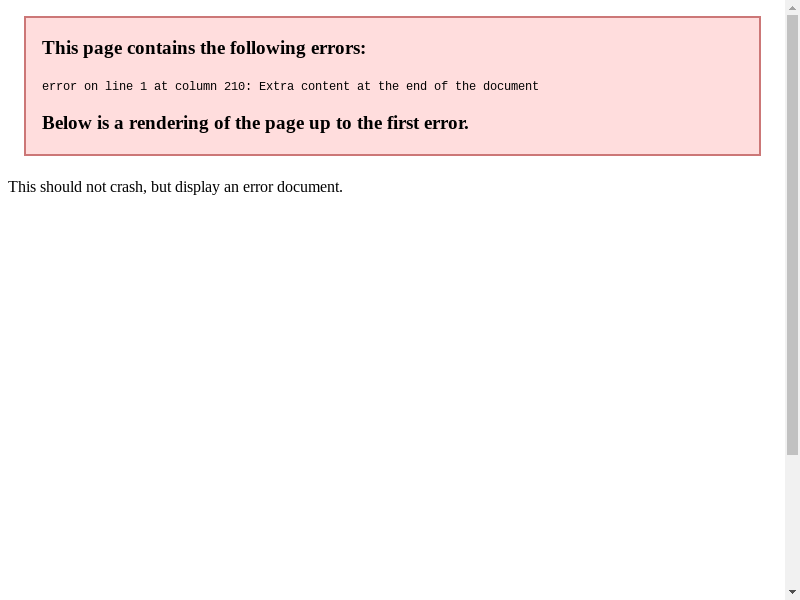 This page contains the following errors:
error on line 1 at column 210: Extra content at the end of the document
Below is a rendering of the page up to the first error.
This should not crash, but display an error document.